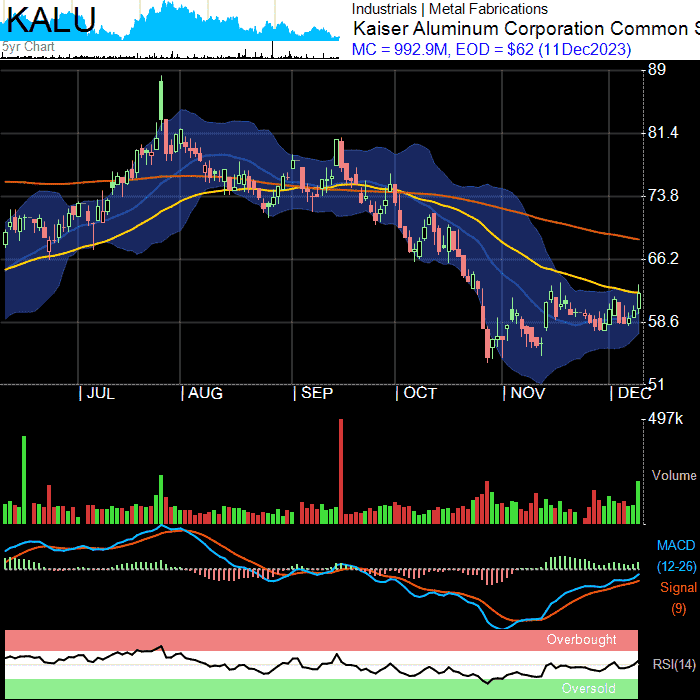 KALU
5yr Chart
Industrials | Metal Fabrications
Kaiser Aluminum Corporation Common S
MC = 992.9M, EOD = $62 (11Dec2023)
89
81.4
73.8
66.2
58.6
51
JUL AUG SEP OCT NOV DEC
497k
Volume
MACD
(12-26)
Signal
(9)
Overbought
RSI(14)
Oversold